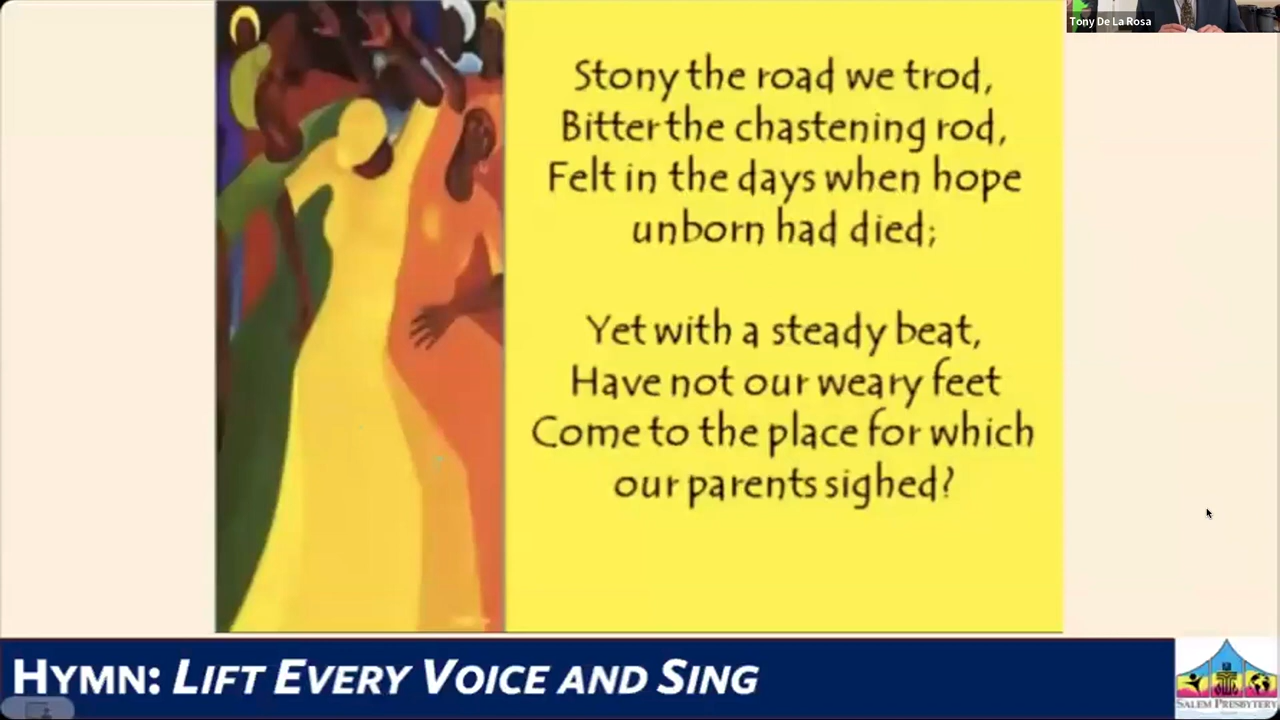 Tony De La Rosa
Stony the road we trod,
Bitter the chastening rod,
Felt in the days when hope
unborn had died;
Yet with a steady beat,
Have not our weary feet
Come to the place for which
our parents sighed?
HYMN: LIFT EVERY VOICE AND SING
SALEM PRESBYTERY